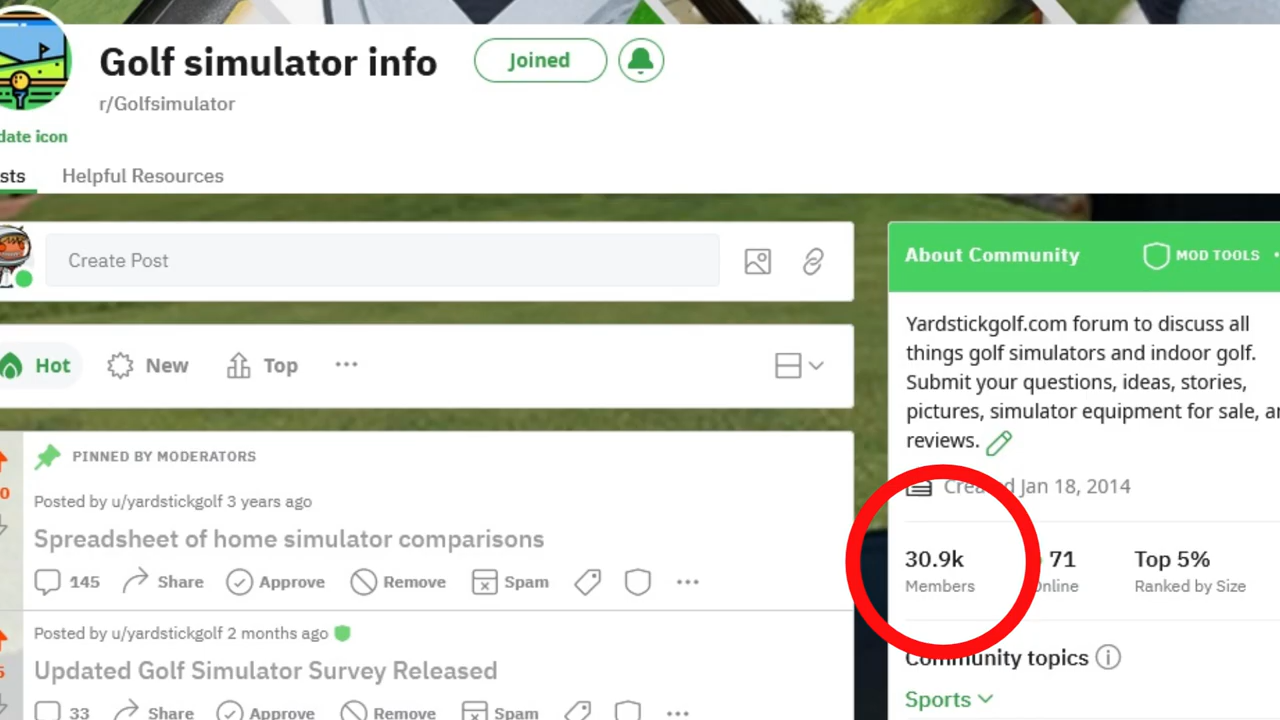 Golf simulator info
Joined
r/Golfsimulator
date icon
sts
Helpful Resources
Create Post
Hot
New
Top
PINNED BY MODERATORS
Posted by u/yardstickgolf 3 years ago
Spreadsheet of home simulator comparisons
145 Share Approve Remove Spam
Posted by u/yardstickgolf 2 months ago
Updated Golf Simulator Survey Released
33 Share Approve Remove Spam
About Community
MOD TOOLS
Yardstickgolf.com forum to discuss all
things golf simulators and indoor golf.
Submit your questions, ideas, stories,
pictures, simulator equipment for sale, an
reviews.
Created Jan 18, 2014
30.9k 71 Top 5%
Members Online Ranked by Size
Community topics
Sports